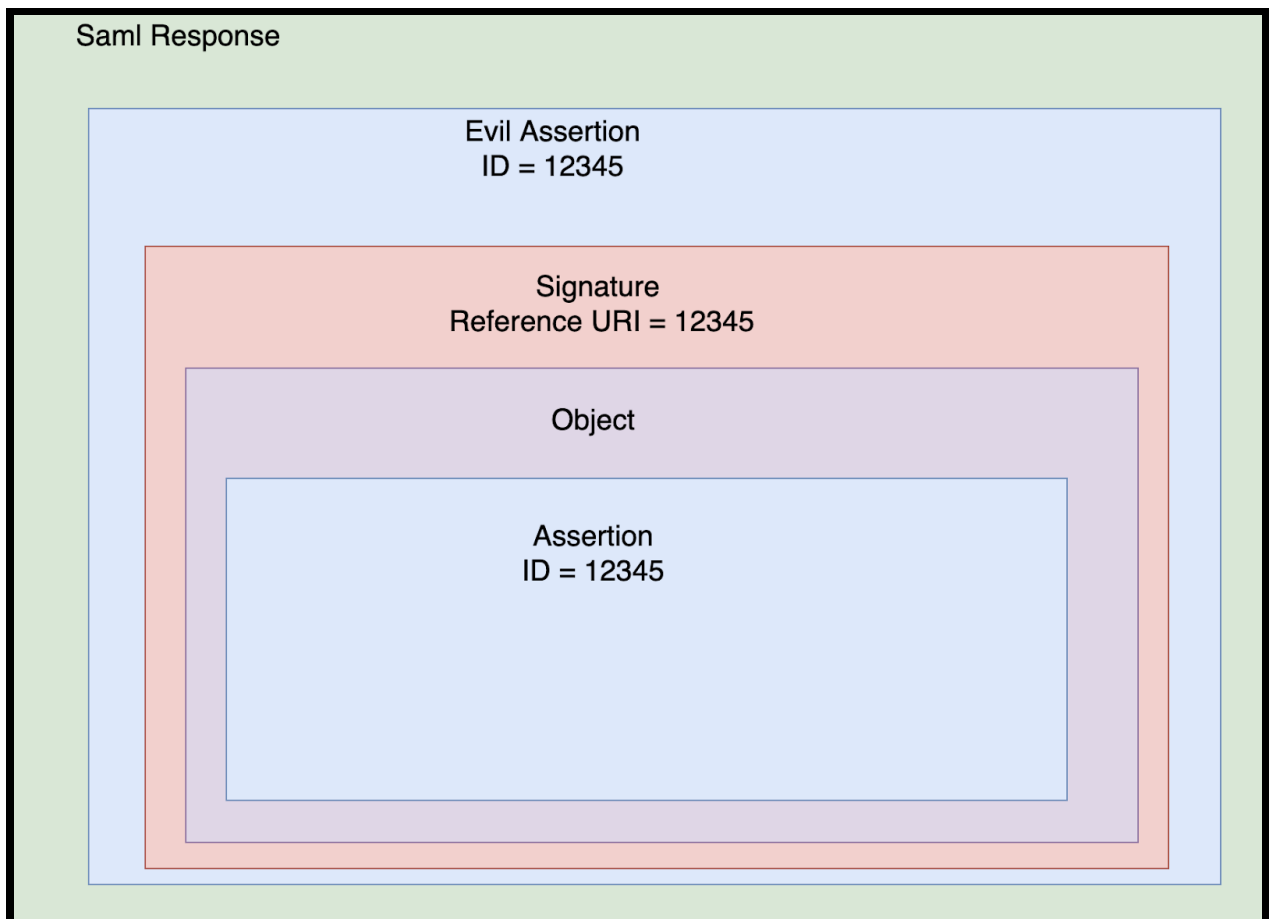 Saml Response
Evil Assertion
ID = 12345
Signature
Reference URI = 12345
Object
Assertion
ID = 12345